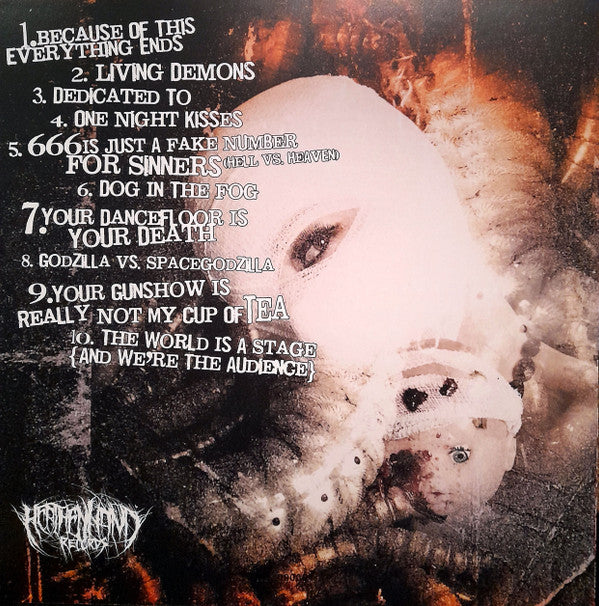 1.BECAUSE OF THIS
EVERYTHING ENDS
2. LIVING DEMONS
3. DEDICATED TO
4. ONE NIGHT KISSES
5. 666 IS JUST A FAKE NUMBER
FOR SINNERS (HELL VS. HEAVEN)
6. DOG IN THE FOG
7. YOUR DANCEFLOOR IS
YOUR DEATH
8. GODZILLA VS. SPACEGODZILLA
9. YOUR GUNSHOW IS
REALLY NOT MY CUP OF TEA
10. THE WORLD IS A STAGE
{AND WE'RE THE AUDIENCE}
RECORDS